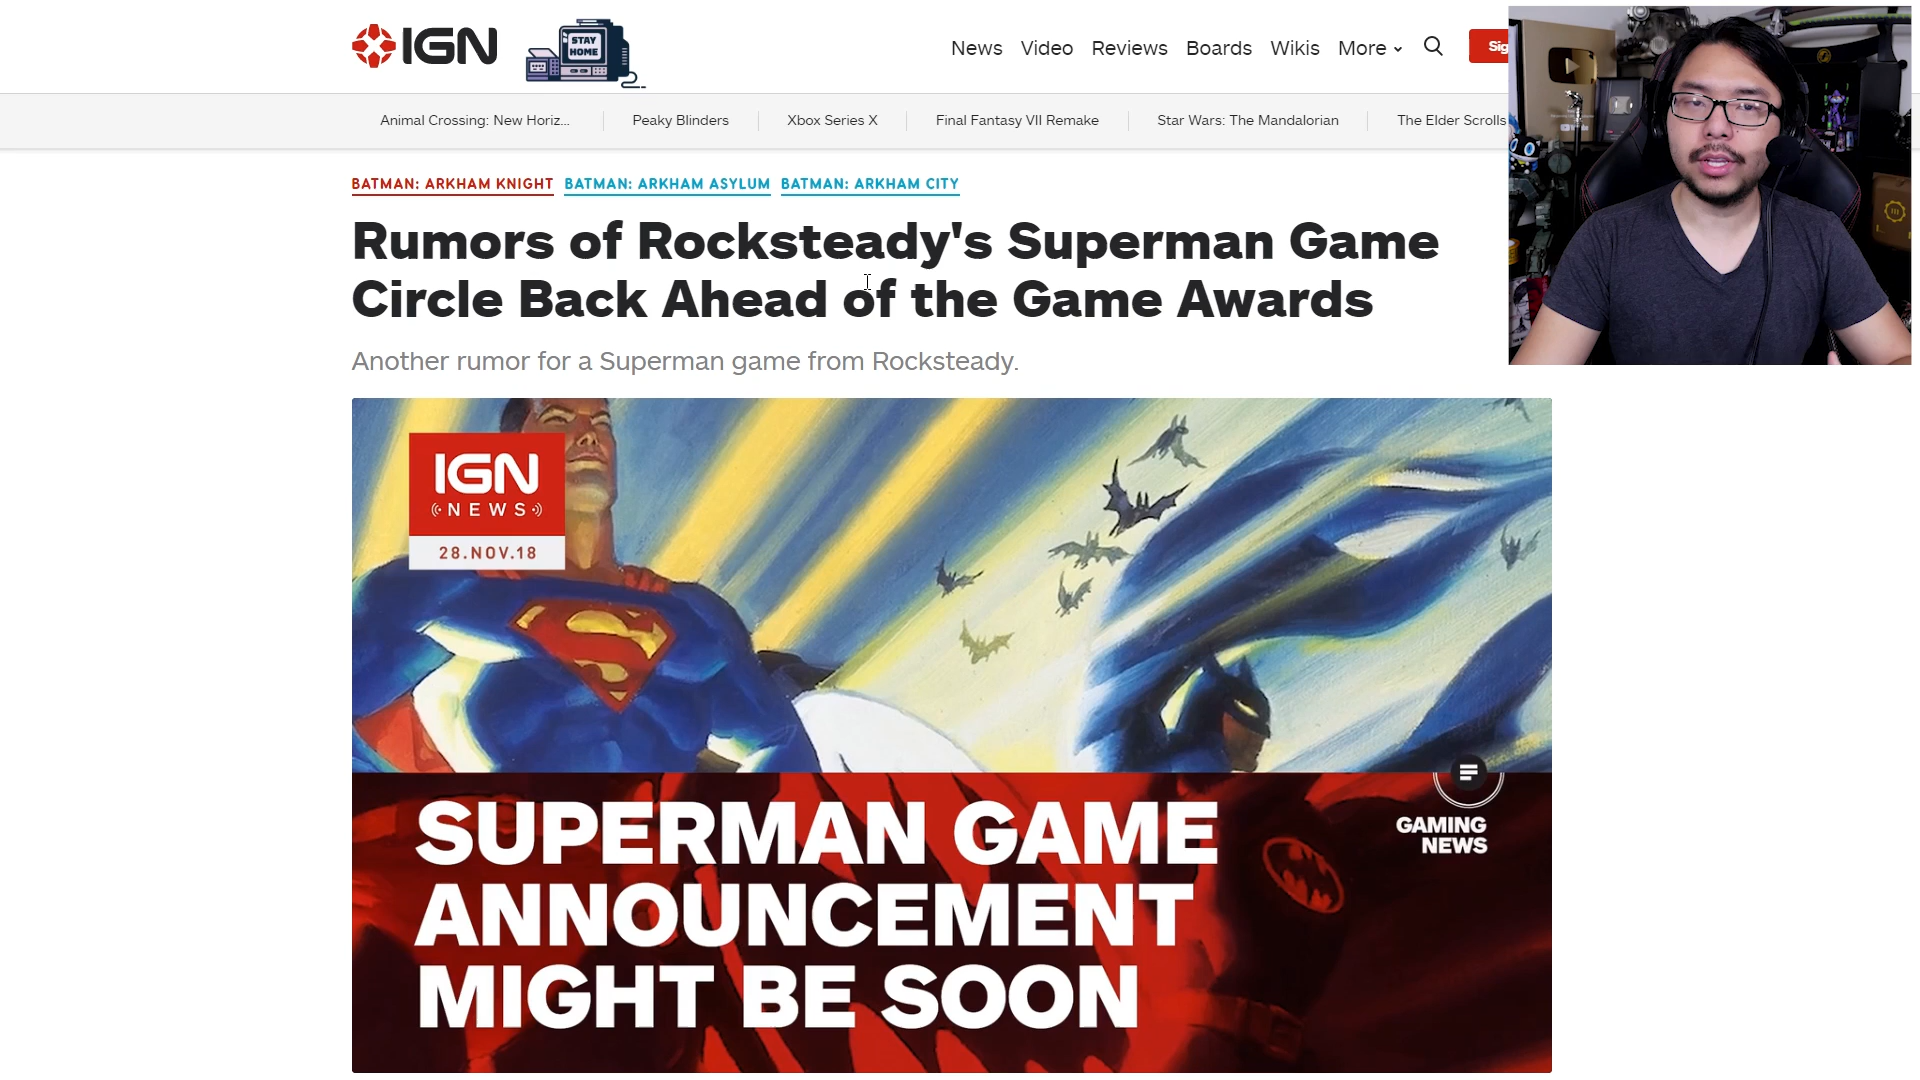 IGN
STAY
HOME
News Video Reviews Boards Wikis More
Animal Crossing: New Horiz... Peaky Blinders Xbox Series X Final Fantasy VII Remake Star Wars: The Mandalorian The Elder Scrolls
BATMAN: ARKHAM KNIGHT BATMAN: ARKHAM ASYLUM BATMAN: ARKHAM CITY
Rumors of Rocksteady's Superman Game
Circle Back Ahead of the Game Awards
Another rumor for a Superman game from Rocksteady.
IGN
NEWS
28.NOV.18
S
SUPERMAN GAME
ANNOUNCEMENT
MIGHT BE SOON
GAMING
NEWS